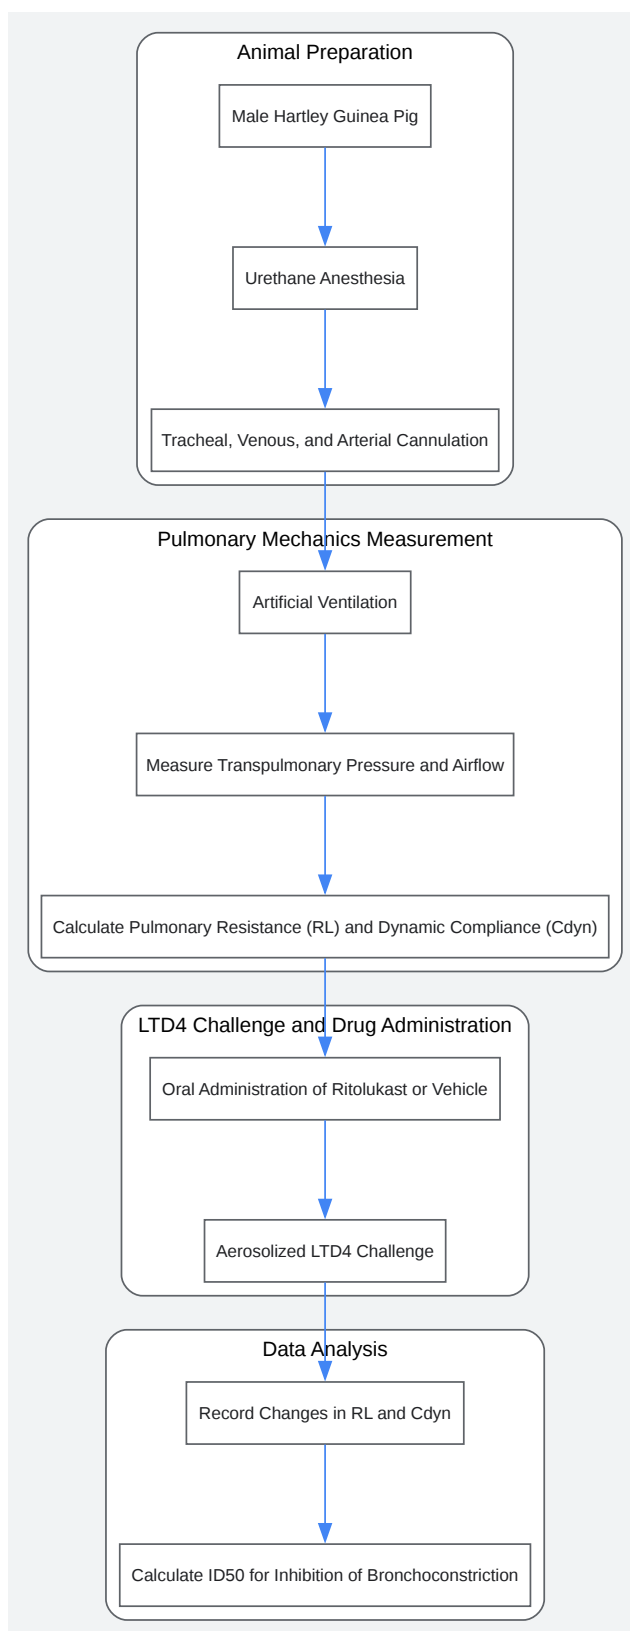 Animal Preparation
Male Hartley Guinea Pig
Urethane Anesthesia
Tracheal, Venous, and Arterial Cannulation
Pulmonary Mechanics Measurement
Artificial Ventilation
Measure Transpulmonary Pressure and Airflow
Calculate Pulmonary Resistance (RL) and Dynamic Compliance (Cdyn)
LTD4 Challenge and Drug Administration
Oral Administration of Ritolukast or Vehicle
Aerosolized LTD4 Challenge
Data Analysis
Record Changes in RL and Cdyn
Calculate ID50 for Inhibition of Bronchoconstriction